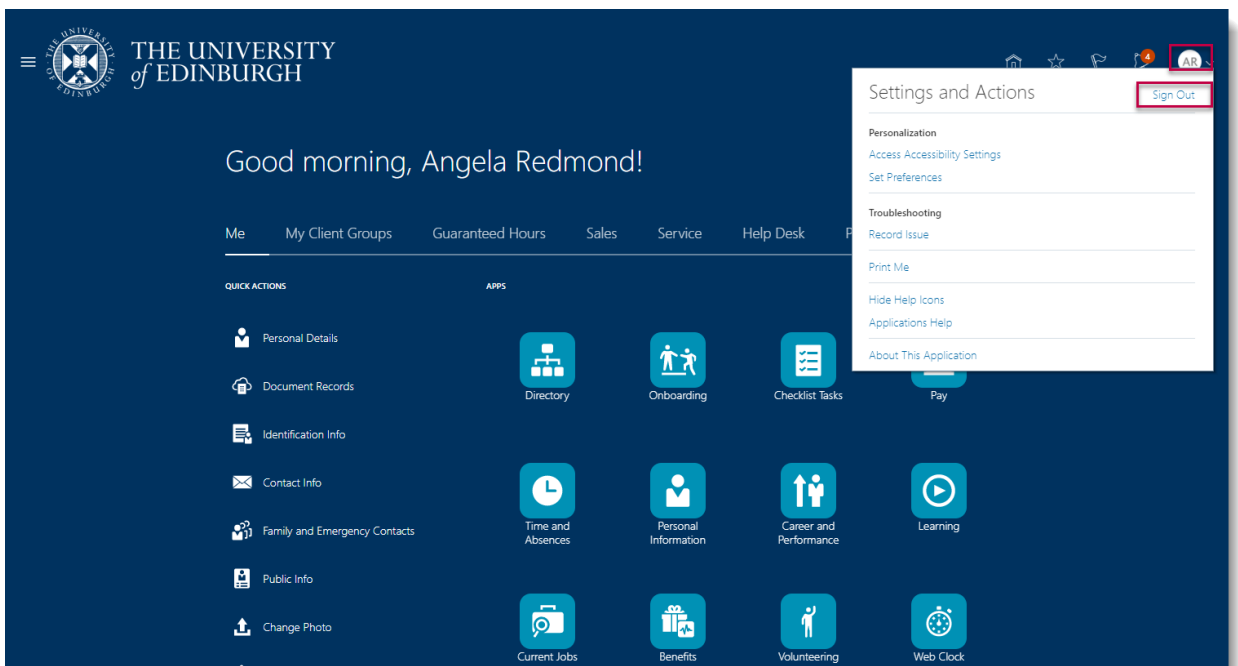 THE UNIVERSITY
of EDINBURGH
4
AR
Settings and Actions
Sign Out
Personalization
Access Accessibility Settings
Set Preferences
Troubleshooting
Record Issue
Print Me
Hide Help Icons
Applications Help
About This Application
Good morning, Angela Redmond!
Me My Client Groups Guaranteed Hours Sales Service Help Desk P
QUICK ACTIONS
Personal Details
Document Records
Identification Info
Contact Info
Family and Emergency Contacts
Public Info
Change Photo
APPS
Directory
Onboarding
Checklist Tasks
Pay
Time and
Absences
Personal
Information
Career and
Performance
Learning
Current Jobs
Benefits
Volunteering
Web Clock